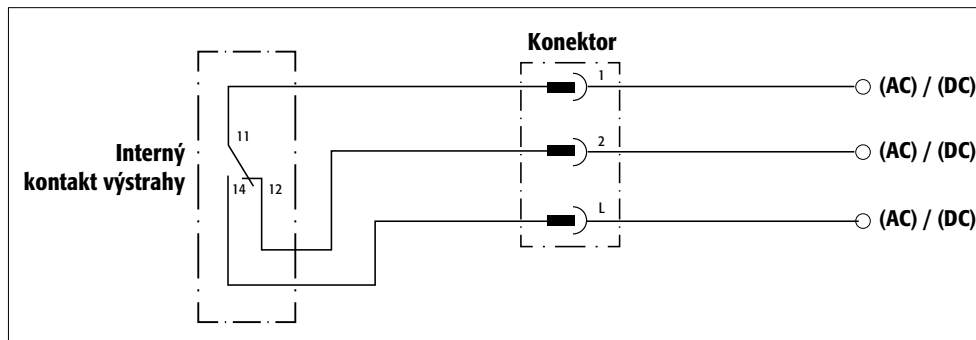 Konektor
1
(AC) / (DC)
11
Interný
kontakt výstrahy
2
(AC) / (DC)
14
12
L
(AC) / (DC)